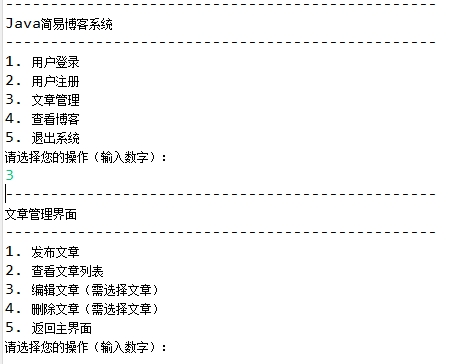 ------------------------------------------------
Java简易博客系统
------------------------------------------------
1. 用户登录
2. 用户注册
3. 文章管理
4. 查看博客
5. 退出系统
请选择您的操作（输入数字）：
3
------------------------------------------------
文章管理界面
------------------------------------------------
1. 发布文章
2. 查看文章列表
3. 编辑文章（需选择文章）
4. 删除文章（需选择文章）
5. 返回主界面
请选择您的操作（输入数字）：